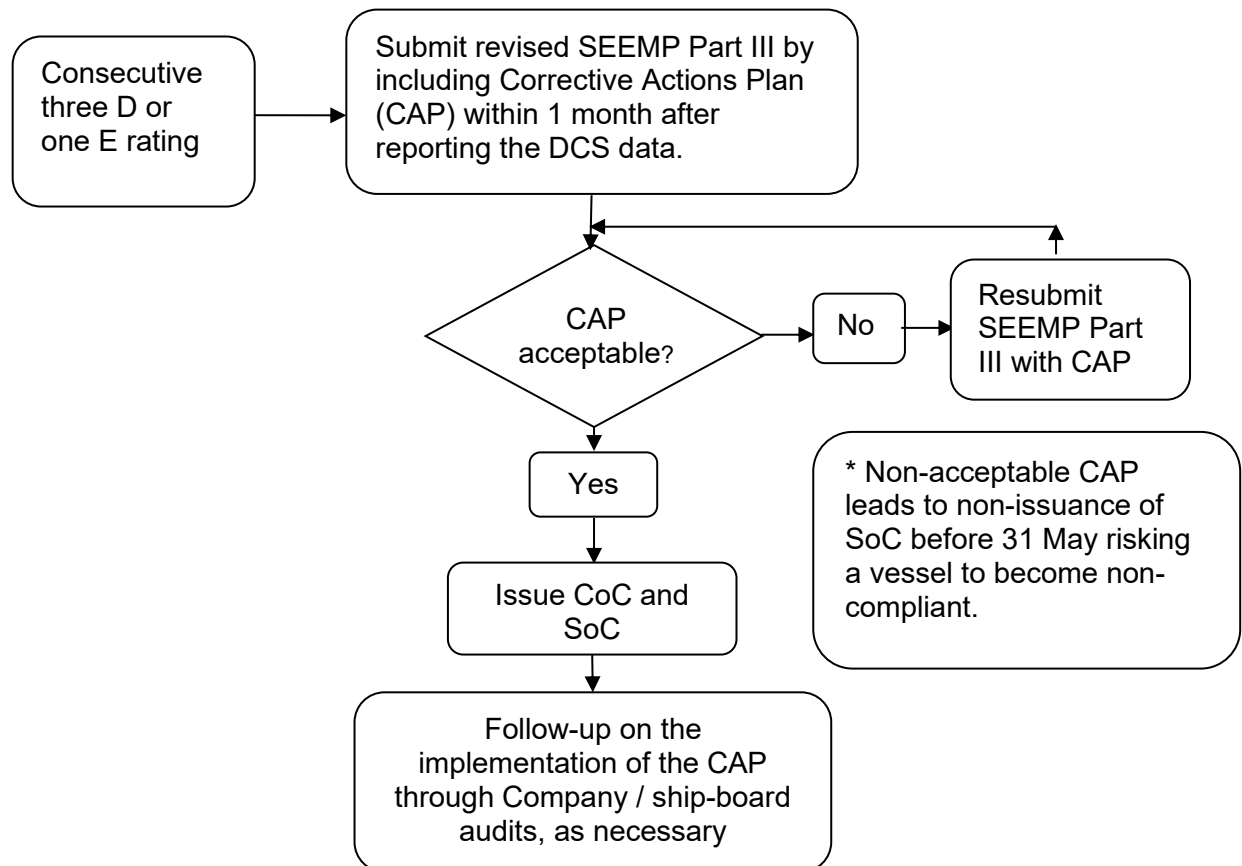 Consecutive
three D or
one E rating
Submit revised SEEMP Part III by
including Corrective Actions Plan
(CAP) within 1 month after
reporting the DCS data.
CAP
acceptable?
No
Resubmit
SEEMP Part
III with CAP
Yes
* Non-acceptable CAP
leads to non-issuance of
SoC before 31 May risking
a vessel to become non-
compliant.
Issue CoC and
SoC
Follow-up on the
implementation of the CAP
through Company / ship-board
audits, as necessary